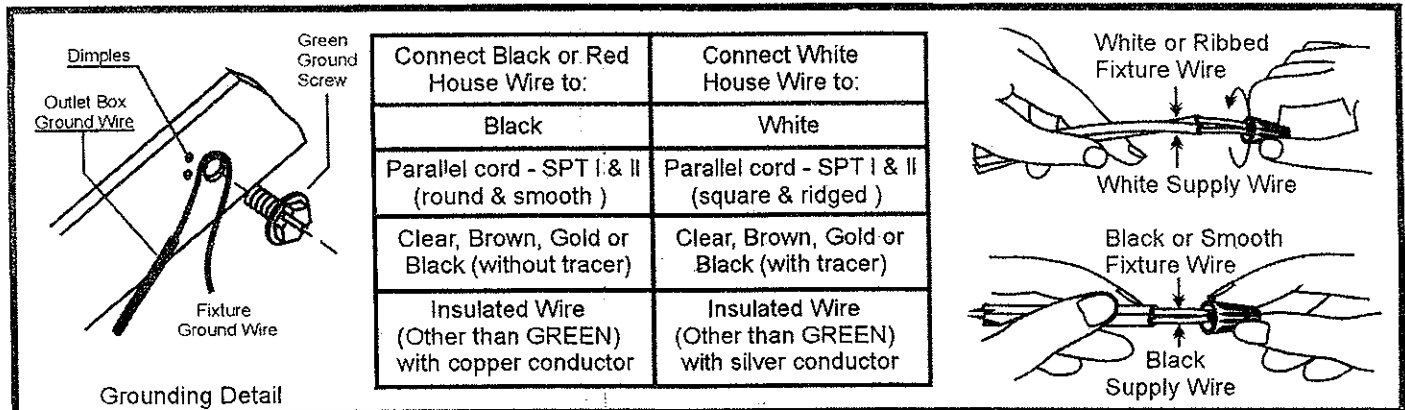 Dimples
Green
Ground
Screw
Outlet Box
Ground Wire
Fixture
Ground Wire
Grounding Detail
Connect Black or Red
House Wire to:
Connect White
House Wire to:
Black
White
Parallel cord - SPT I & II
(round & smooth )
Parallel cord - SPT I & II
(square & ridged )
Clear, Brown, Gold or
Black (without tracer)
Clear, Brown, Gold or
Black (with tracer)
Insulated Wire
(Other than GREEN)
with copper conductor
Insulated Wire
(Other than GREEN)
with silver conductor
White or Ribbed
Fixture Wire
White Supply Wire
Black or Smooth
Fixture Wire
Black
Supply Wire